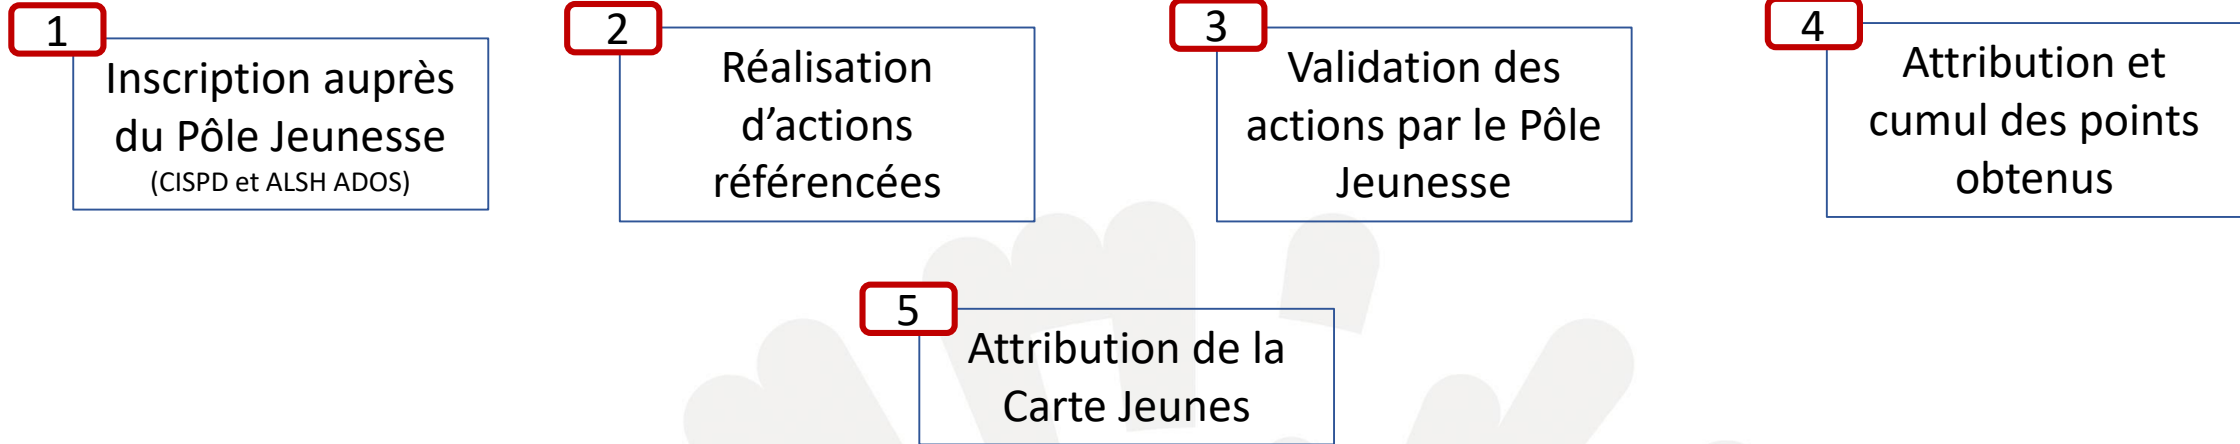 1
Inscription auprès
du Pôle Jeunesse
(CISPD et ALSH ADOS)
2
Réalisation
d’actions
référencées
3
Validation des
actions par le Pôle
Jeunesse
4
Attribution et
cumul des points
obtenus
5
Attribution de la
Carte Jeunes